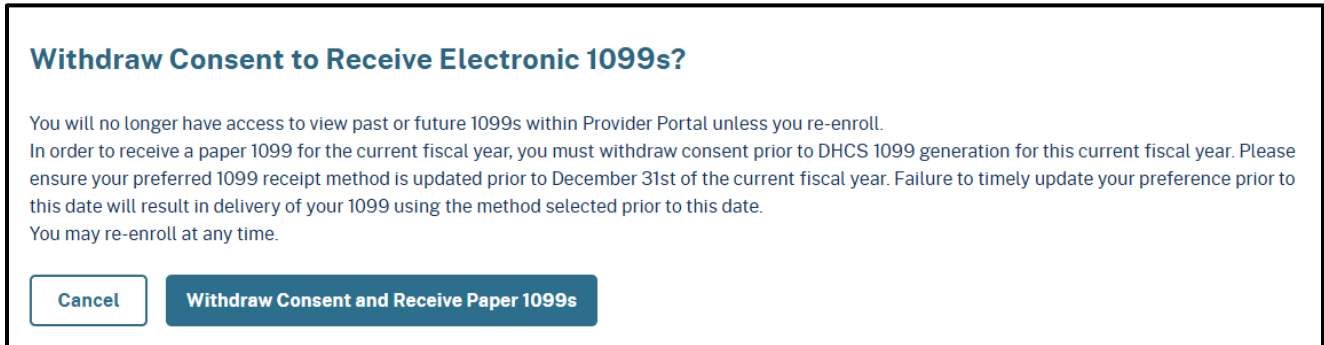 Withdraw Consent to Receive Electronic 1099s?
You will no longer have access to view past or future 1099s within Provider Portal unless you re-enroll.
In order to receive a paper 1099 for the current fiscal year, you must withdraw consent prior to DHCS 1099 generation for this current fiscal year. Please
ensure your preferred 1099 receipt method is updated prior to December 31st of the current fiscal year. Failure to timely update your preference prior to
this date will result in delivery of your 1099 using the method selected prior to this date.
You may re-enroll at any time.
Cancel
Withdraw Consent and Receive Paper 1099s